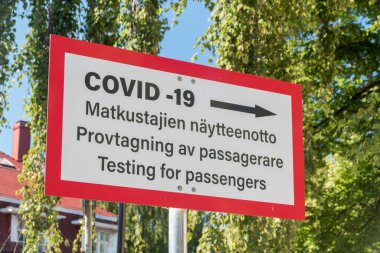 COVID -19
Matkustajien näytteenotto
Provtagning av passagerare
Testing for passengers